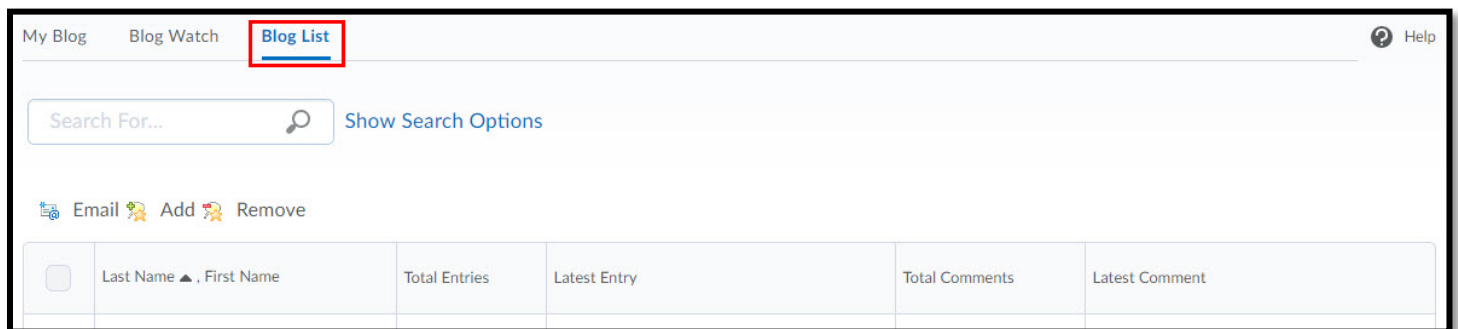 My Blog Blog Watch Blog List Help
Search For... Show Search Options
Email Add Remove
Last Name ▲ , First Name Total Entries Latest Entry Total Comments Latest Comment